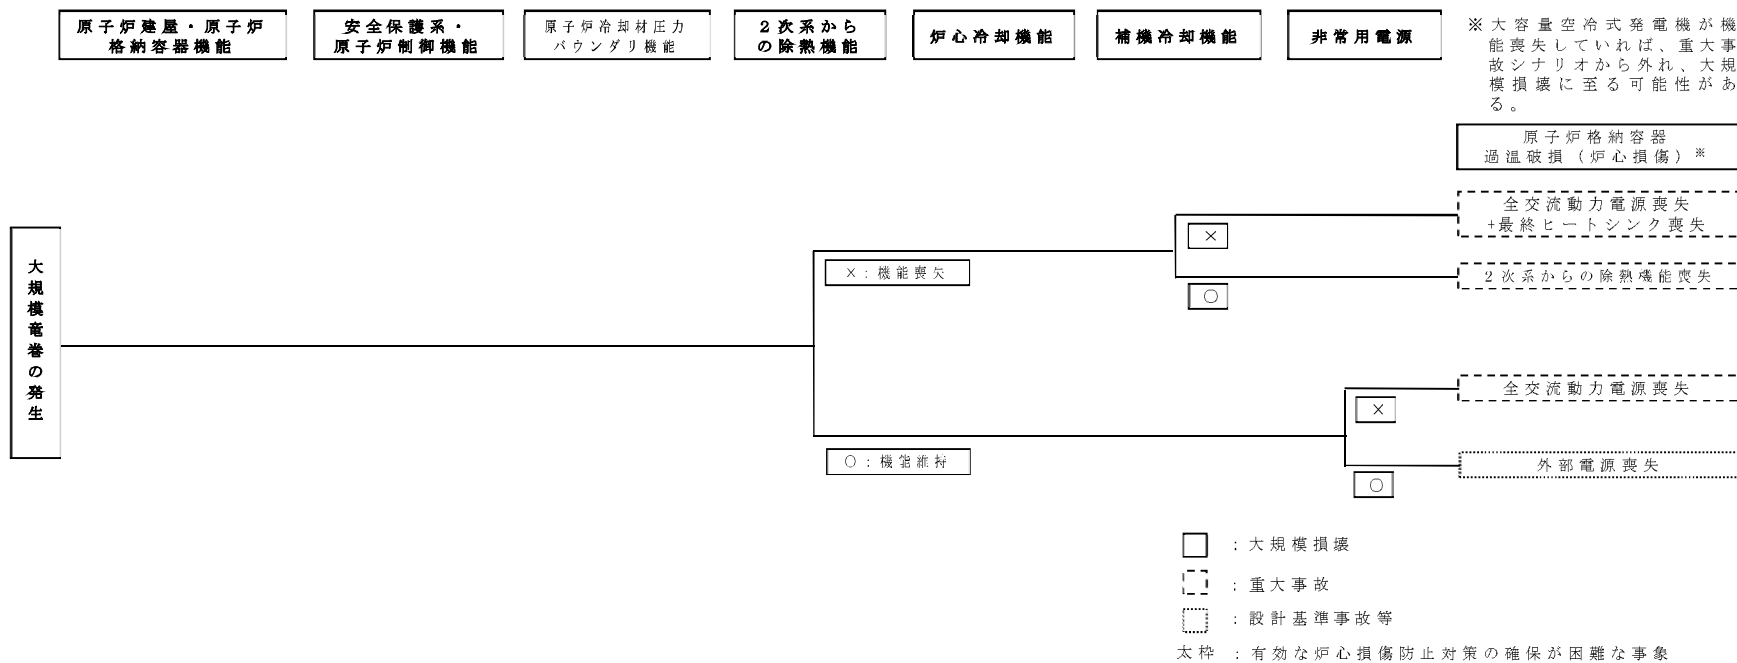 原子炉建屋・原子炉
格納容器機能
安全保護系・
原子炉制御機能
原子炉冷却材圧力
バウンダリ機能
２次系から
の除熱機能
炉心冷却機能
補機冷却機能
非常用電源
※大容量空冷式発電機が機
能喪失していれば、重大事
故シナリオから外れ、大規
模損壊に至る可能性があ
る。
原子炉格納容器
過温破損（炉心損傷）※
全交流動力電源喪失
+最終ヒートシンク喪失
×
×：機能喪失
２次系からの除熱機能喪失
○
大規模竜巻の発生
全交流動力電源喪失
×
○：機能維持
外部電源喪失
○
：大規模損壊
：重大事故
：設計基準事故等
太枠：有効な炉心損傷防止対策の確保が困難な事象